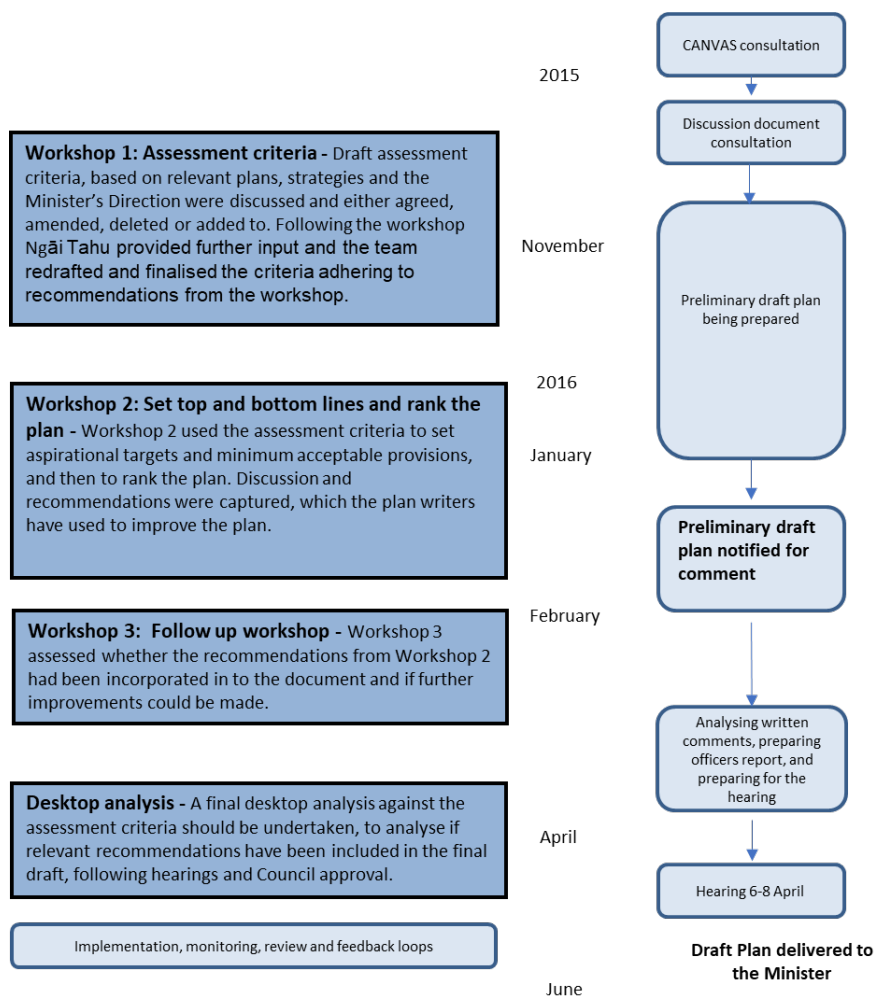 CANVAS consultation
2015
Discussion document
consultation
Workshop 1: Assessment criteria - Draft assessment
criteria, based on relevant plans, strategies and the
Minister's Direction were discussed and either agreed,
amended, deleted or added to. Following the workshop
Ngāi Tahu provided further input and the team
redrafted and finalised the criteria adhering to
recommendations from the workshop.
November
Preliminary draft plan
being prepared
2016
Workshop 2: Set top and bottom lines and rank the
plan - Workshop 2 used the assessment criteria to set
aspirational targets and minimum acceptable provisions,
and then to rank the plan. Discussion and
recommendations were captured, which the plan writers
have used to improve the plan.
January
Preliminary draft
plan notified for
comment
February
Workshop 3:  Follow up workshop - Workshop 3
assessed whether the recommendations from Workshop 2
had been incorporated in to the document and if further
improvements could be made.
Analysing written
comments, preparing
officers report, and
preparing for the
hearing
Desktop analysis - A final desktop analysis against the
assessment criteria should be undertaken, to analyse if
relevant recommendations have been included in the final
draft, following hearings and Council approval.
April
Hearing 6-8 April
Implementation, monitoring, review and feedback loops
Draft Plan delivered to
the Minister
June